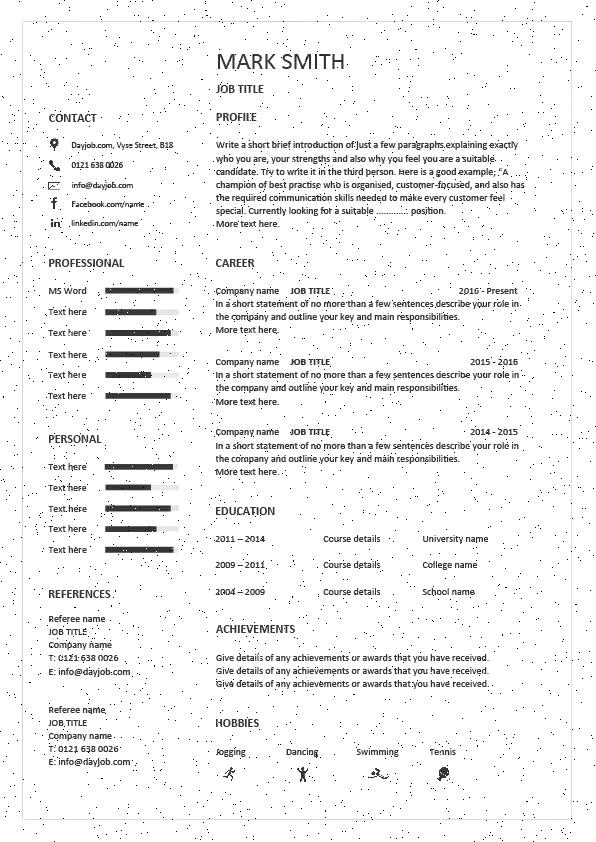 MARK SMITH
JOB TITLE
CONTACT
Dayjob.com, Vyse Street, B18
0121 638 0026
info@dayjob.com
Facebook.com/name
linkedin.com/name
PROFESSIONAL
MS Word
Text here
Text here
Text here
Text here
Text here
PERSONAL
Text here
Text here
Text here
Text here
Text here
REFERENCES
Referee name
JOB TITLE
Company name
T: 0121 638 0026
E: info@dayjob.com
Referee name
JOB TITLE
Company name
T: 0121 638 0026
E: info@dayjob.com
PROFILE
Write a short brief introduction of just a few paragraphs explaining exactly
who you are, your strengths and also why you feel you are a suitable
candidate. Try to write it in the third person. Here is a good example; "A
champion of best practise who is organised, customer-focused, and also has
the required communication skills needed to make every customer feel
special. Currently looking for a suitable ............. position.
More text here.
CAREER
Company name JOB TITLE 2016 - Present
In a short statement of no more than a few sentences describe your role in
the company and outline your key and main responsibilities.
More text here.
Company name JOB TITLE 2015 - 2016
In a short statement of no more than a few sentences describe your role in
the company and outline your key and main responsibilities.
More text here.
Company name JOB TITLE 2014 - 2015
In a short statement of no more than a few sentences describe your role in
the company and outline your key and main responsibilities.
More text here.
EDUCATION
2011 – 2014 Course details University name
2009 – 2011 Course details College name
2004 – 2009 Course details School name
ACHIEVEMENTS
Give details of any achievements or awards that you have received.
Give details of any achievements or awards that you have received.
Give details of any achievements or awards that you have received.
HOBBIES
Jogging Dancing Swimming Tennis